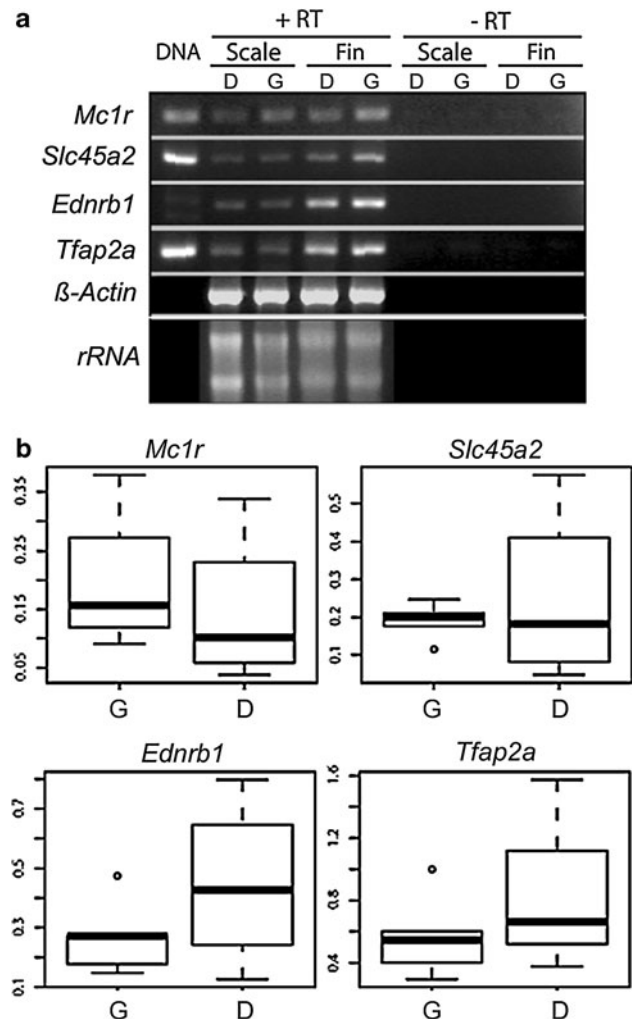 a
+ RT - RT
DNA Scale Fin Scale Fin
D G D G D G D G
Mc1r
Slc45a2
Ednrb1
Tfap2a
ß-Actin
rRNA
b
Mc1r Slc45a2
0.35
0.25
0.15
0.05
G D
0.5
0.4
0.3
0.2
0.1
G D
Ednrb1 Tfap2a
0.7
0.5
0.3
0.1
G D
1.6
1.2
0.8
0.4
G D